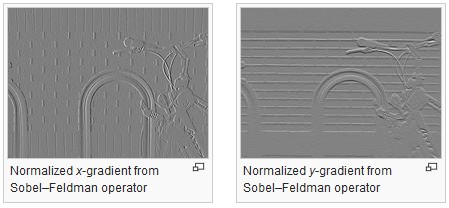 Normalized x-gradient from
Sobel–Feldman operator
Normalized y-gradient from
Sobel–Feldman operator